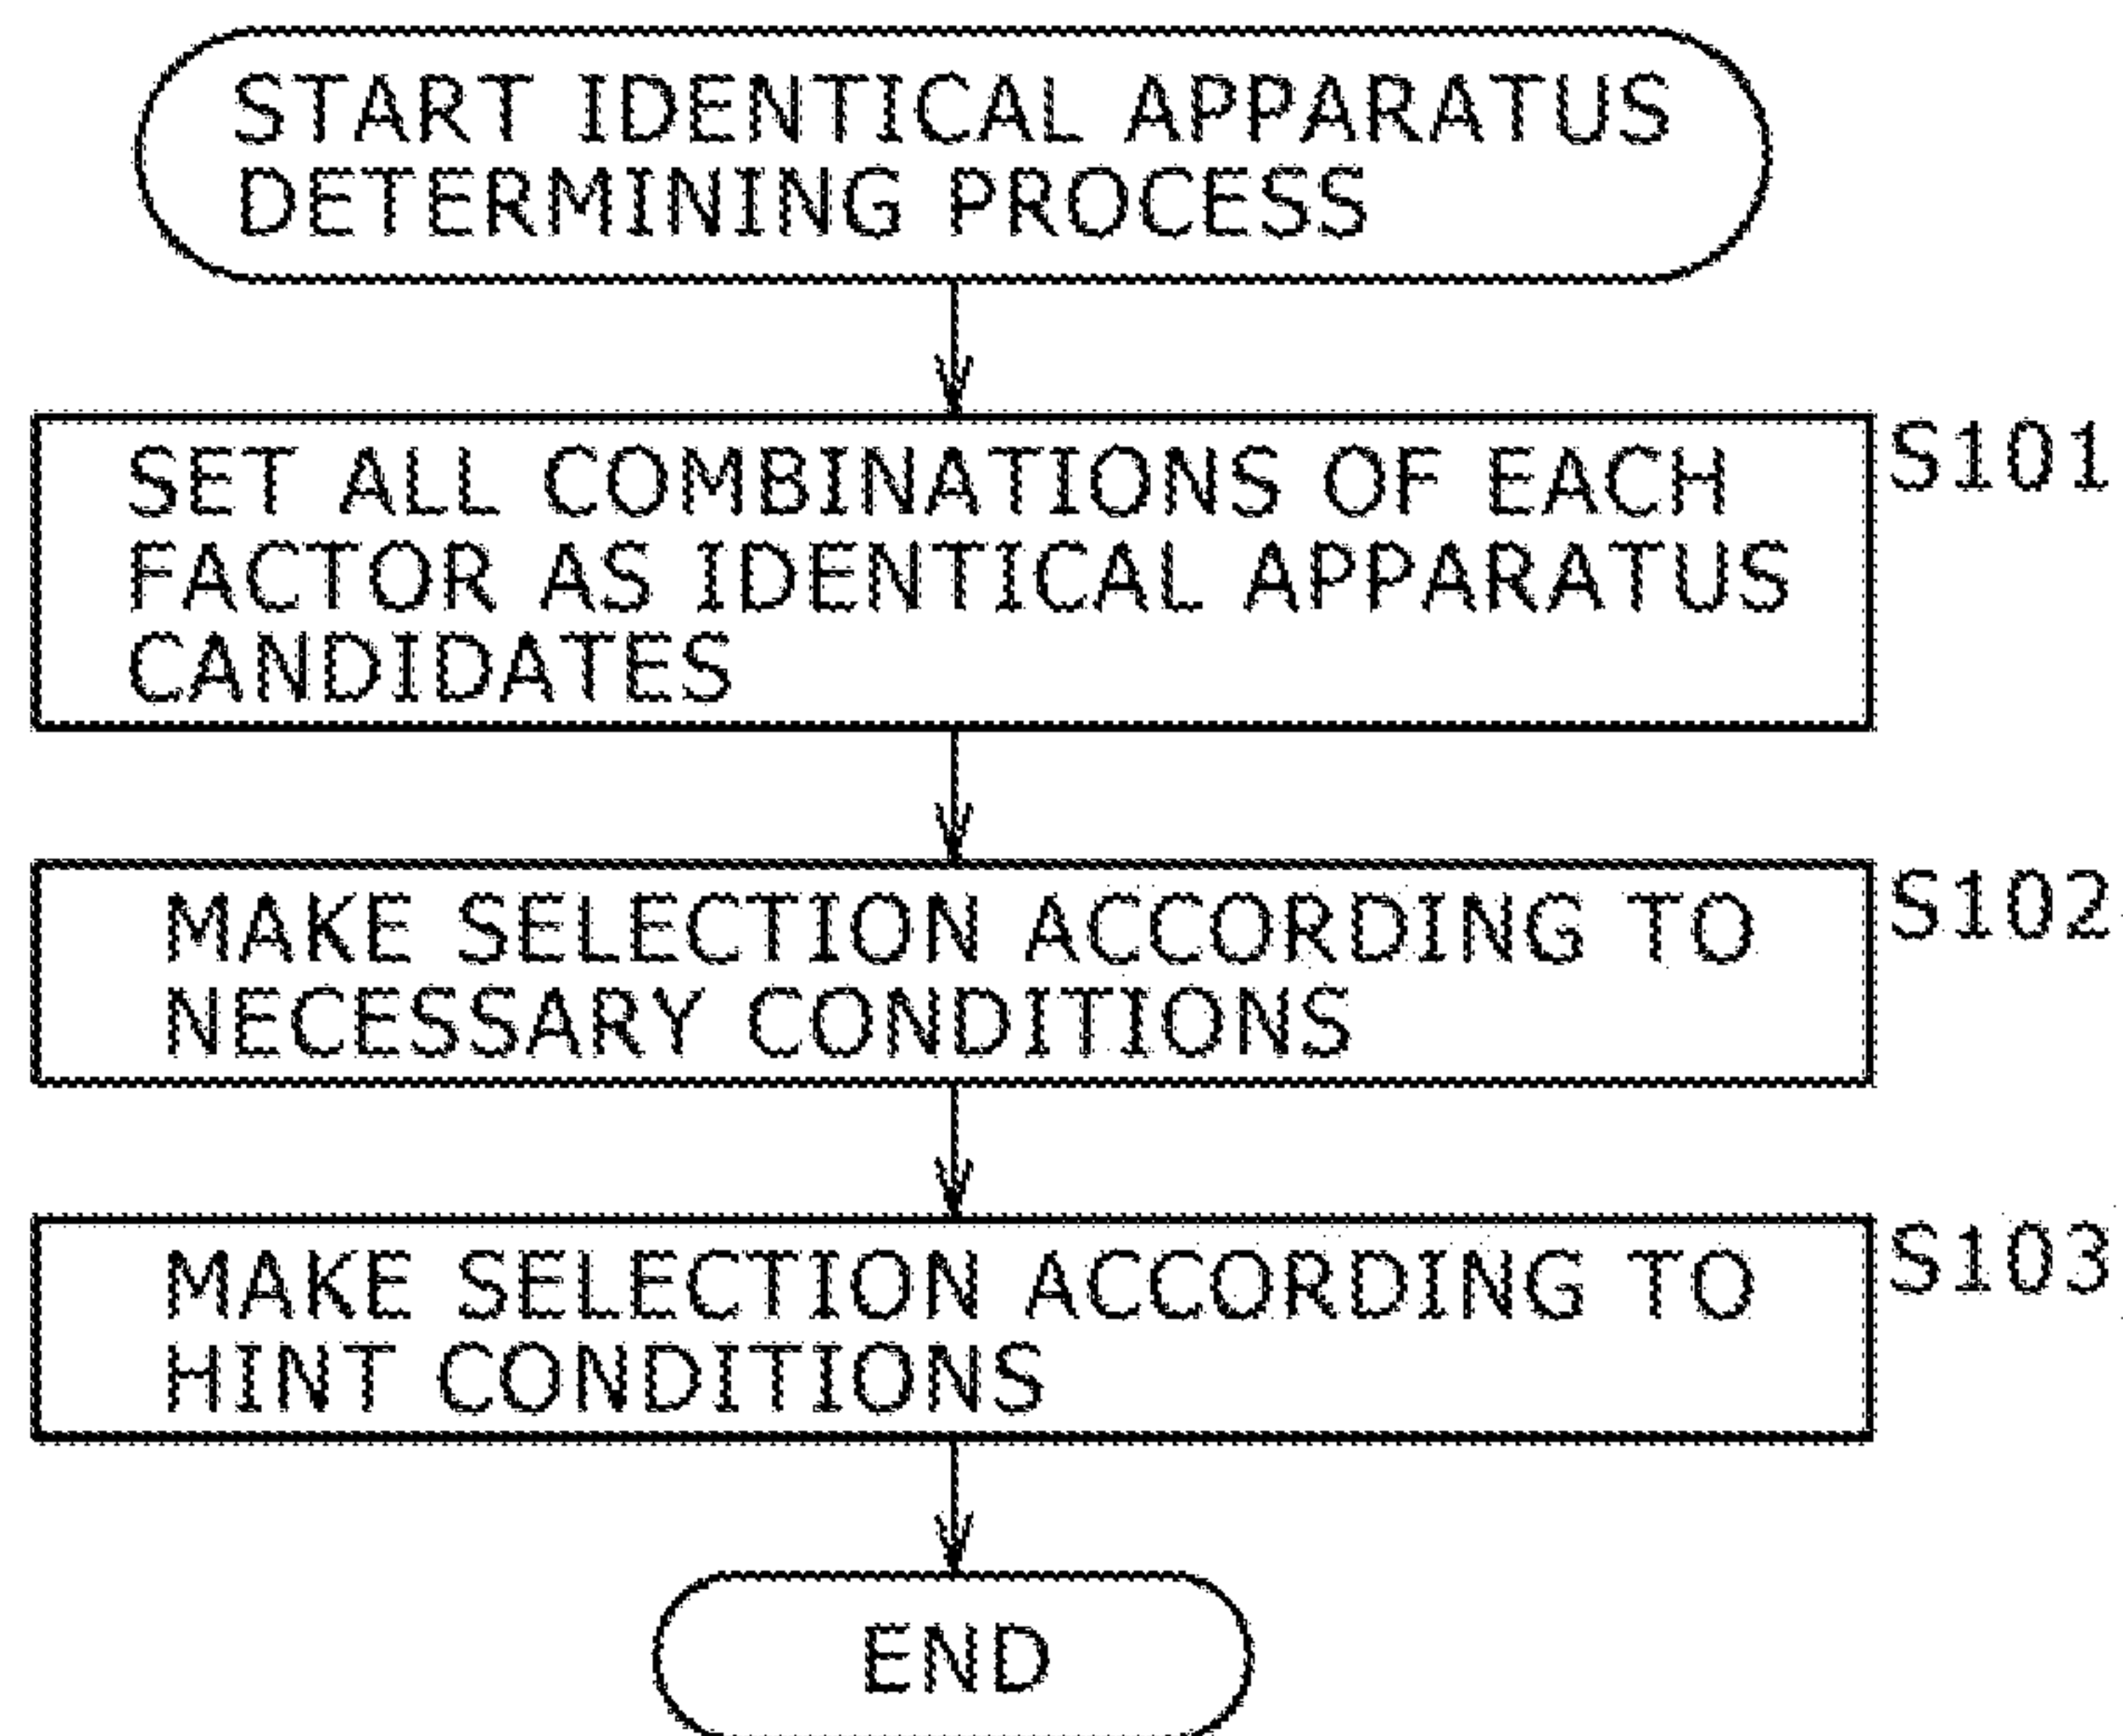 START IDENTICAL APPARATUS
DETERMINING PROCESS
SET ALL COMBINATIONS OF EACH
FACTOR AS IDENTICAL APPARATUS
CANDIDATES
S101
MAKE SELECTION ACCORDING TO
NECESSARY CONDITIONS
S102
MAKE SELECTION ACCORDING TO
HINT CONDITIONS
S103
END